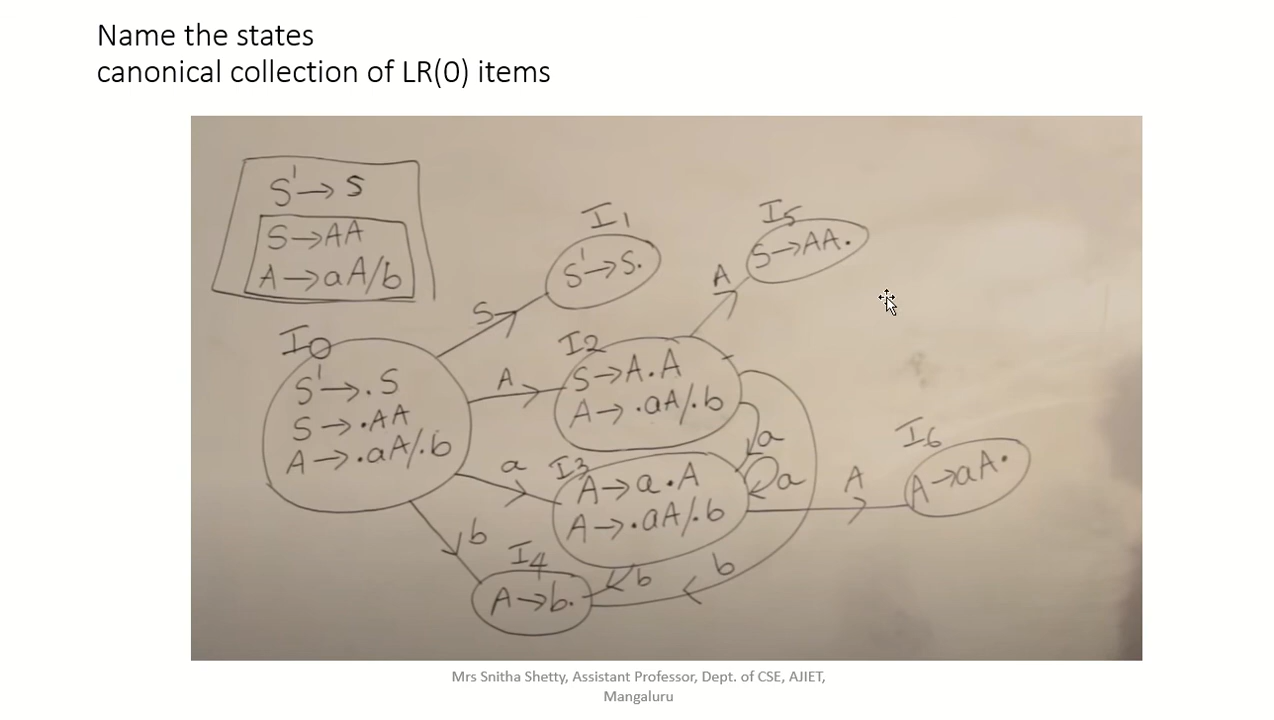 Name the states
canonical collection of LR(0) items
S'→S
S→AA
A→aA/b
I0
S'→.S
S→.AA
A→.aA/.b
S
I1
S'→S.
A
I2
S→A.A
A→.aA/.b
A
I5
S→AA.
a
I3
A→a.A
A→.aA/.b
a
a
A
I6
A→aA.
b
I4
A→b.
b
b
Mrs Snitha Shetty, Assistant Professor, Dept. of CSE, AJIET,
Mangaluru